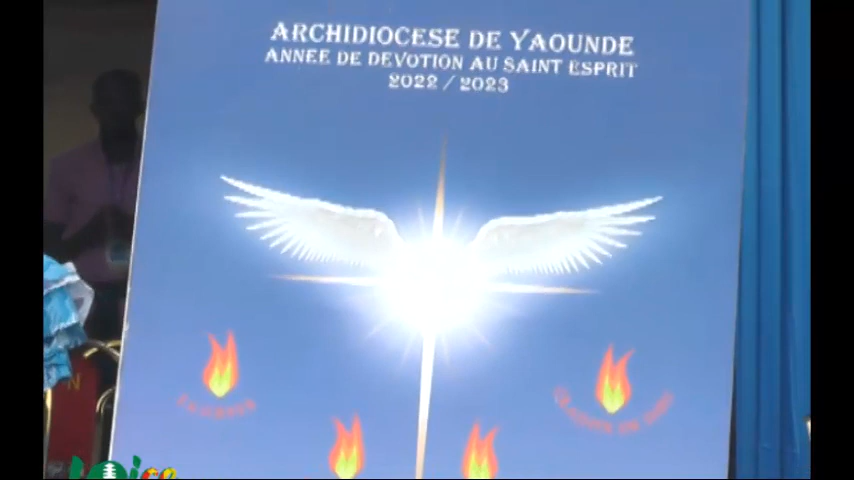 ARCHIDIOCESE DE YAOUNDE
ANNEE DE DEVOTION AU SAINT ESPRIT
2022 / 2023